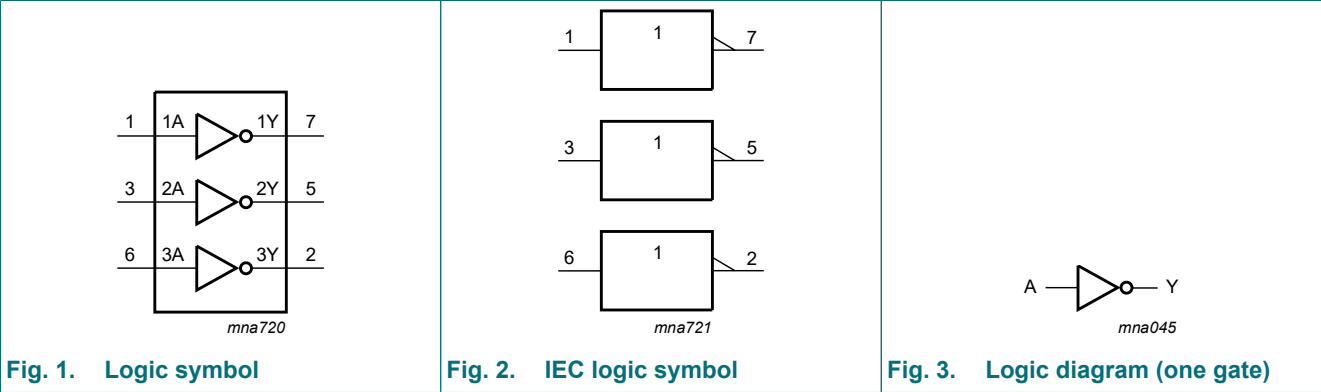 1 1A 1Y 7
3 2A 2Y 5
6 3A 3Y 2
mna720
Fig. 1. Logic symbol
1 1 7
3 1 5
6 1 2
mna721
Fig. 2. IEC logic symbol
A Y
mna045
Fig. 3. Logic diagram (one gate)